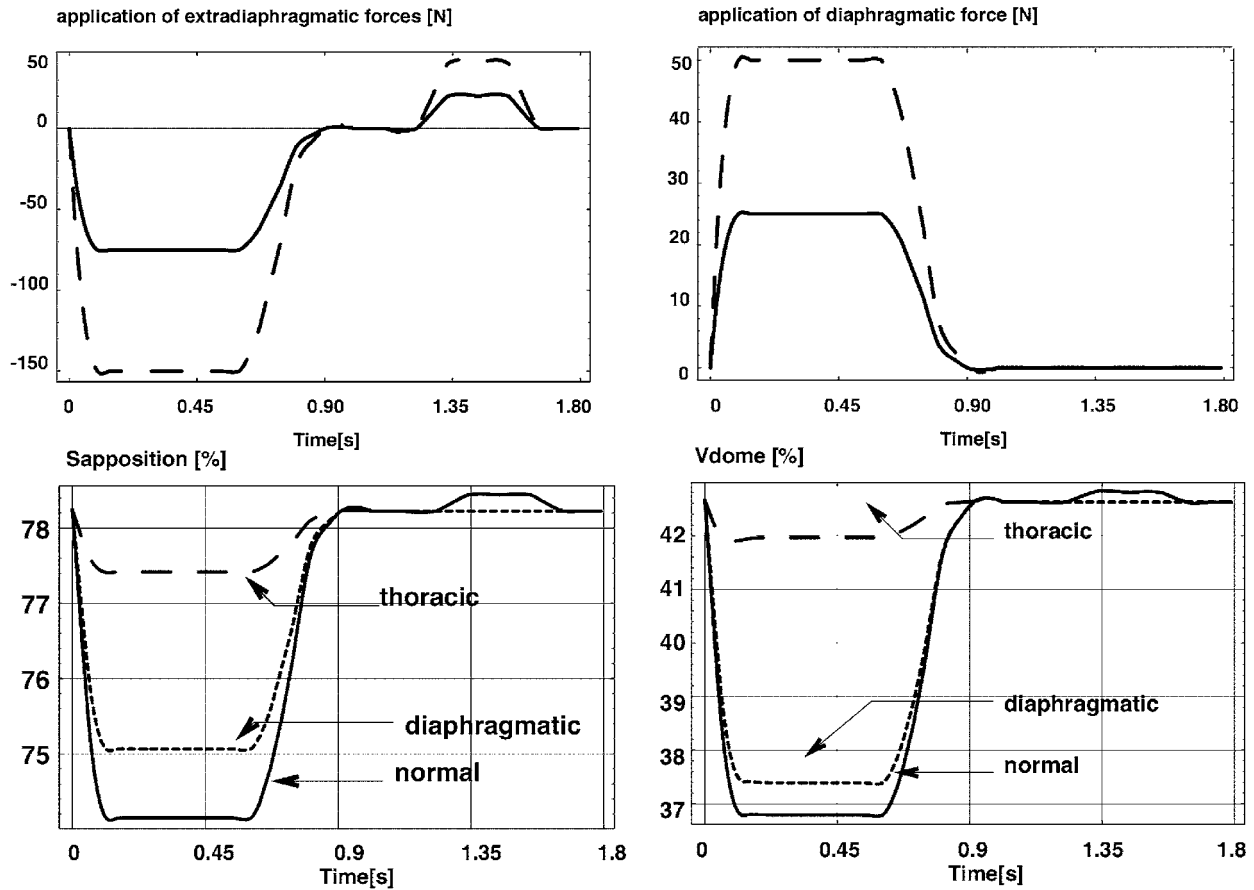 application of extradiaphragmatic forces [N]
50
0
-50
-100
-150
0 0.45 0.90 1.35 1.80
Time[s]
application of diaphragmatic force [N]
50
40
30
20
10
0
0 0.45 0.90 1.35 1.80
Time[s]
Sapposition [%]
78
77
76
75
thoracic
diaphragmatic
normal
0 0.45 0.9 1.35 1.8
Time[s]
Vdome [%]
42
41
40
39
38
37
thoracic
diaphragmatic
normal
0 0.45 0.9 1.35 1.8
Time[s]